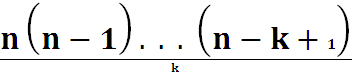 n(n − 1) . . . (n − k + 1)
k